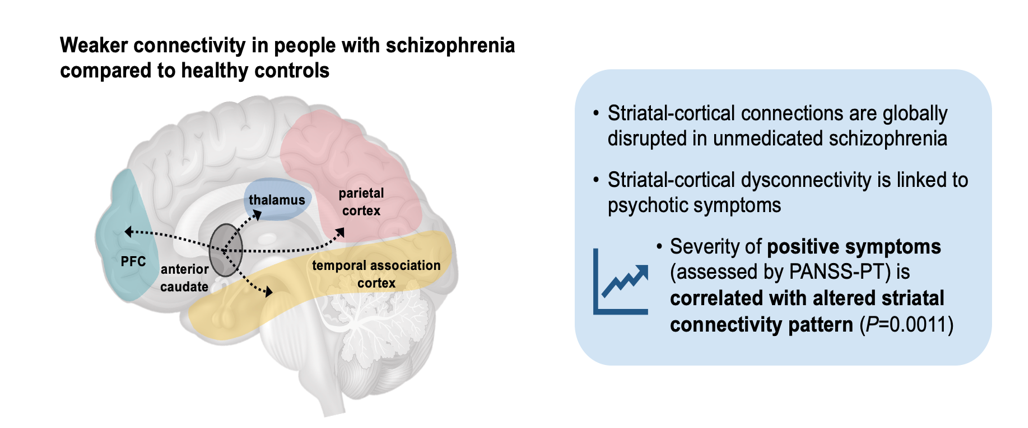 Weaker connectivity in people with schizophrenia
compared to healthy controls
thalamus
parietal
cortex
PFC
anterior
caudate
temporal association
cortex
• Striatal-cortical connections are globally
disrupted in unmedicated schizophrenia
• Striatal-cortical dysconnectivity is linked to
psychotic symptoms
• Severity of positive symptoms
(assessed by PANSS-PT) is
correlated with altered striatal
connectivity pattern (P=0.0011)